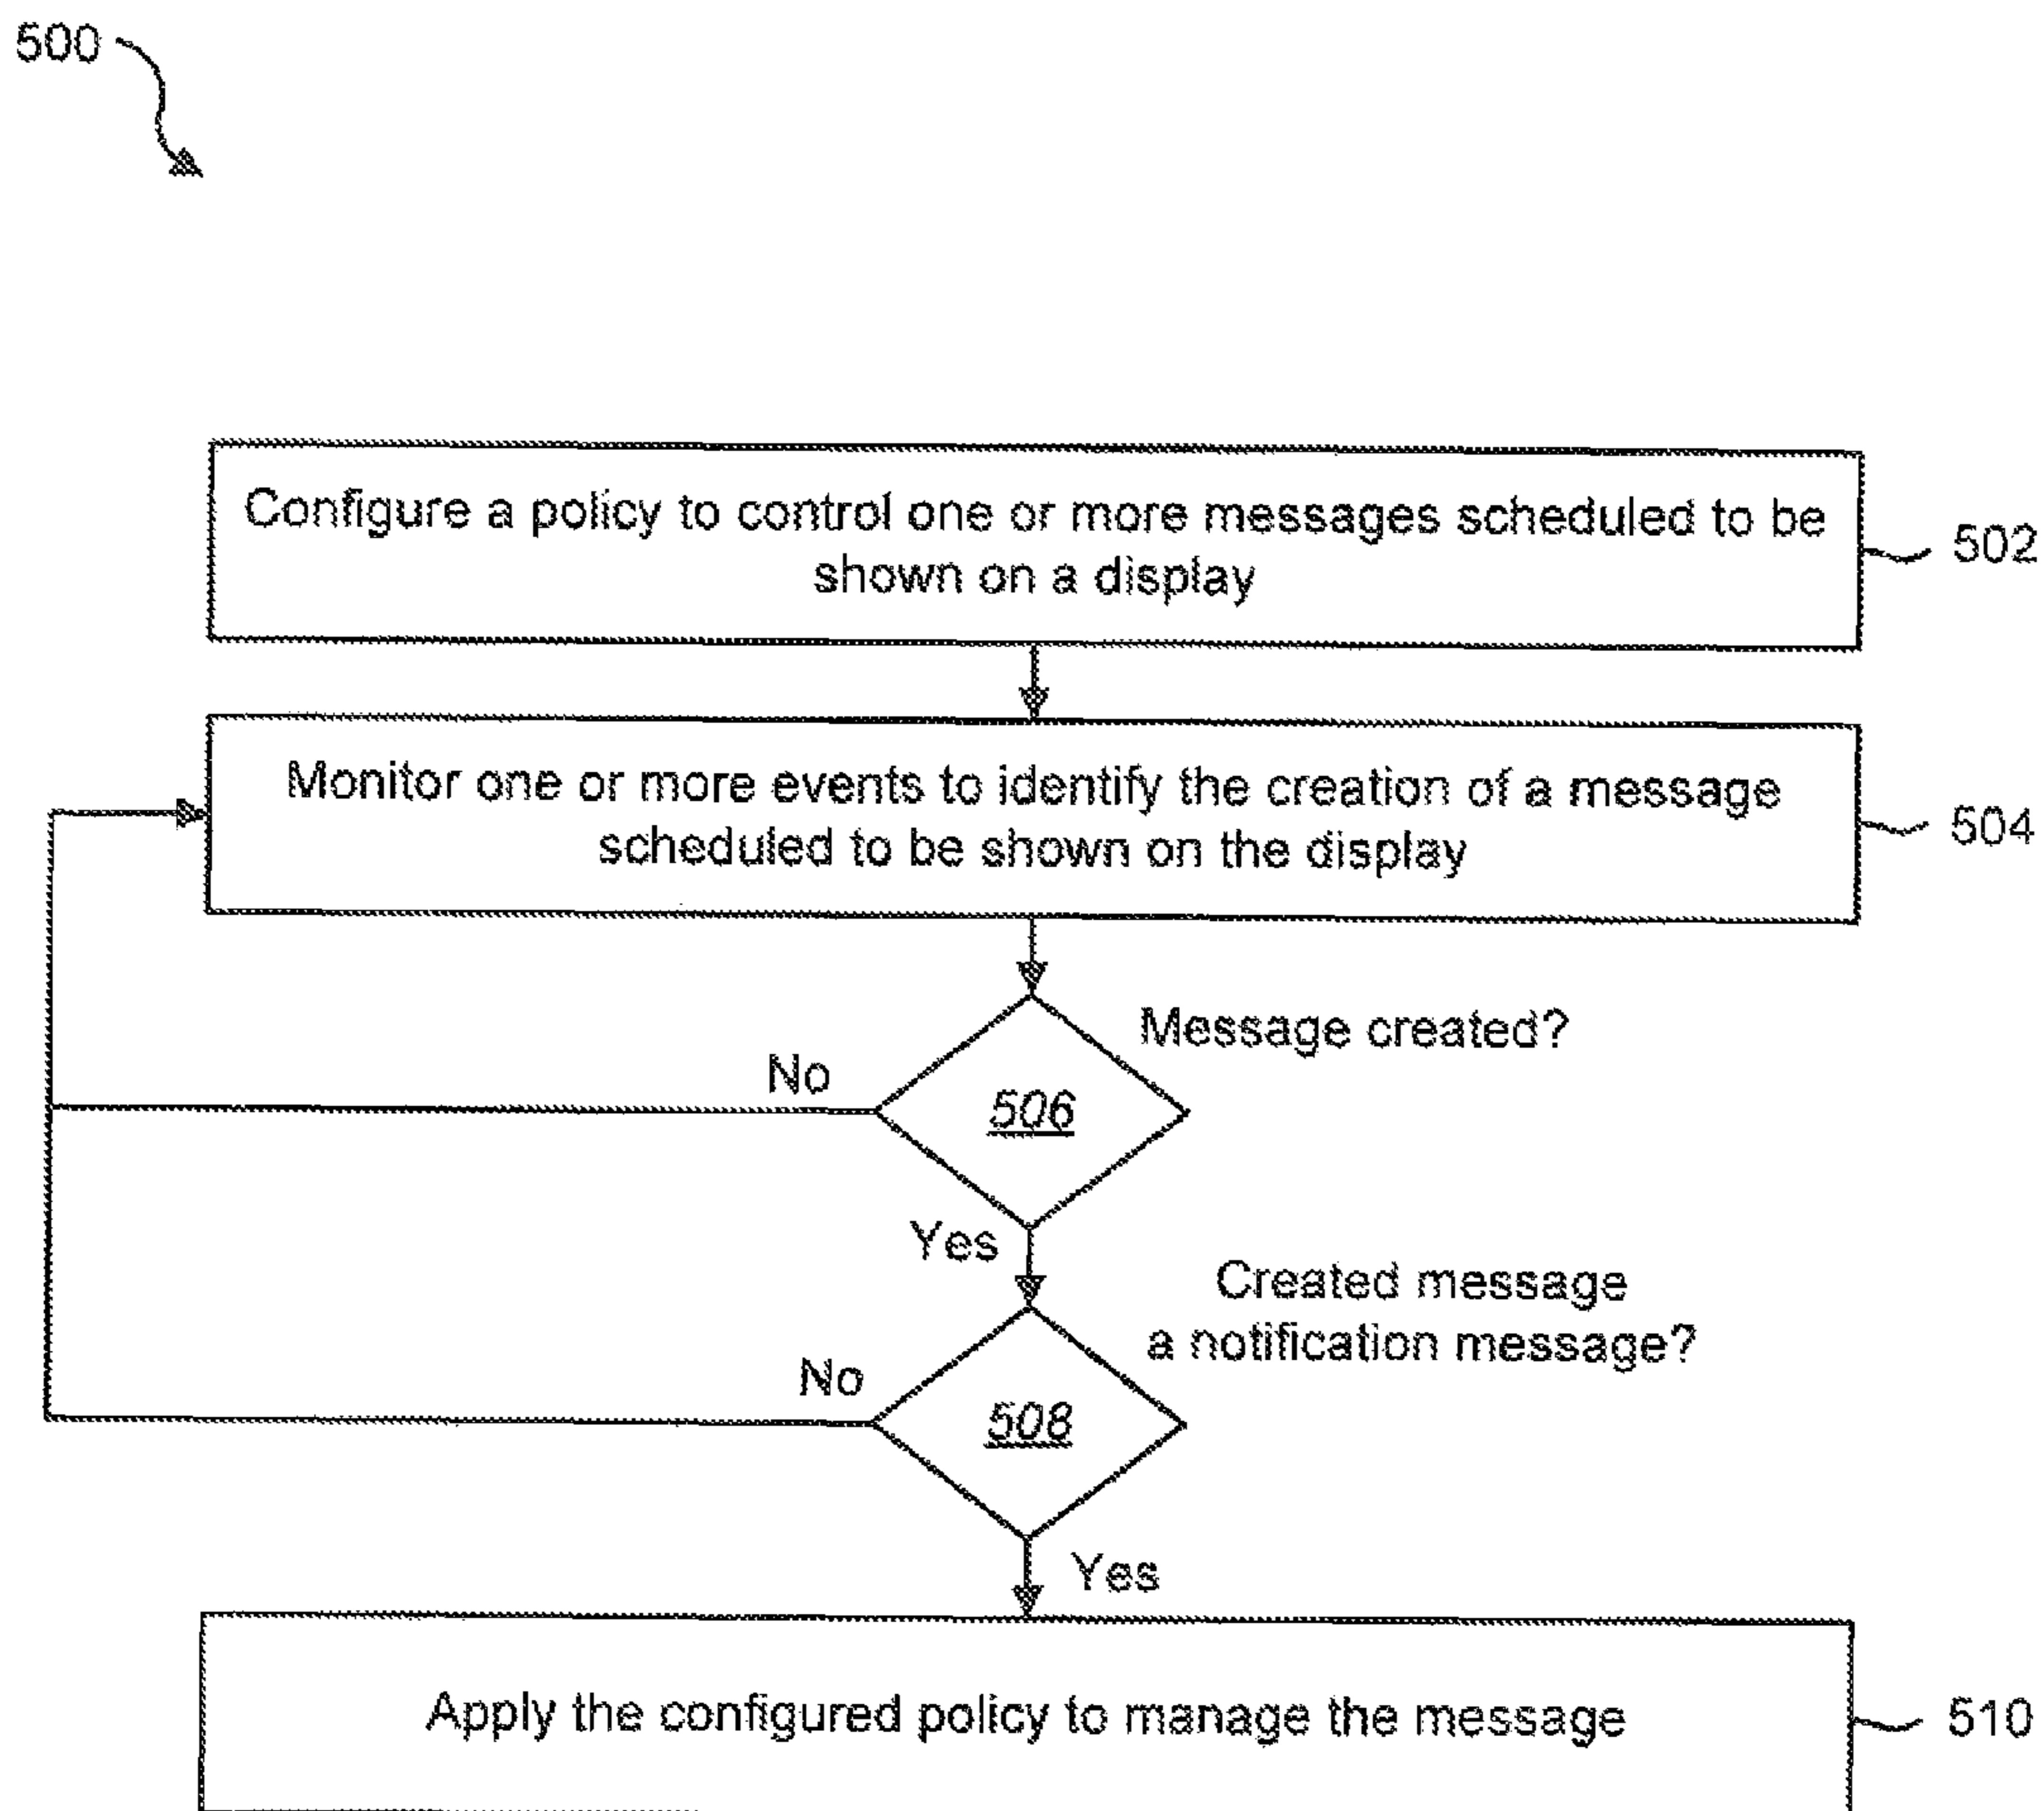 500
Configure a policy to control one or more messages scheduled to be
shown on a display
502
Monitor one or more events to identify the creation of a message
scheduled to be shown on the display
504
Message created?
No
506
Yes
Created message
a notification message?
No
508
Yes
Apply the configured policy to manage the message
510